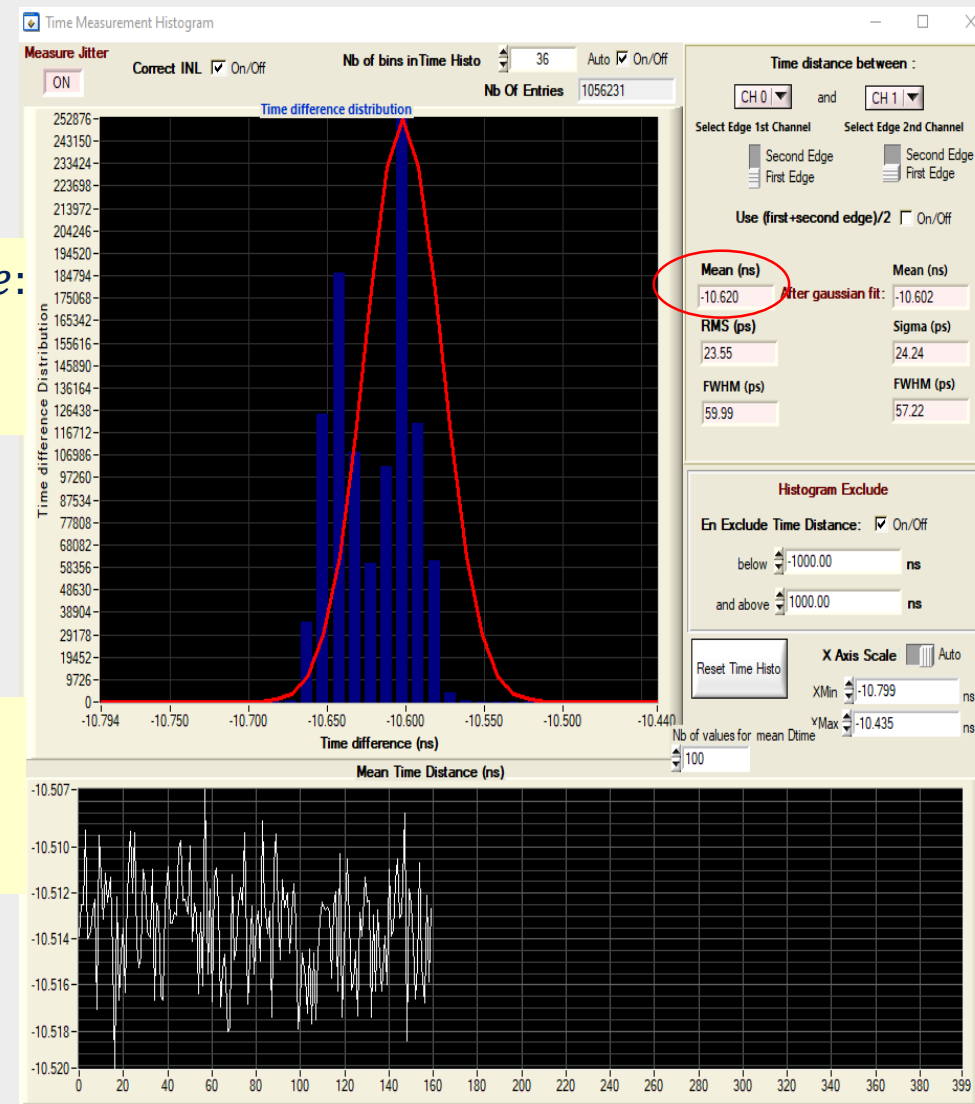 Time Measurement Histogram
Measure Jitter
ON
Correct INL On/Off
Nb of bins in Time Histo 36 Auto On/Off
Nb Of Entries 1056231
Time difference distribution
252876
243150
233424
223698
213972
204246
194520
184794
175068
165342
155616
145890
136164
126438
116712
106986
97260
87534
77808
68082
58356
48630
38904
29178
19452
9726
0
Time difference Distribution
-10.794 -10.750 -10.700 -10.650 -10.600 -10.550 -10.500 -10.440
Time difference (ns)
e:
Time distance between :
CH 0 and CH 1
Select Edge 1st Channel Select Edge 2nd Channel
Second Edge Second Edge
First Edge First Edge
Use (first+second edge)/2 On/Off
Mean (ns) Mean (ns)
-10.620 After gaussian fit: -10.602
RMS (ps) Sigma (ps)
23.55 24.24
FWHM (ps) FWHM (ps)
59.99 57.22
Histogram Exclude
En Exclude Time Distance: On/Off
below -1000.00 ns
and above 1000.00 ns
Reset Time Histo
X Axis Scale Auto
XMin -10.799 ns
YMax -10.435 ns
Nb of values for mean Dtime
100
Mean Time Distance (ns)
-10.507
-10.510
-10.512
-10.514
-10.516
-10.518
-10.520
0 20 40 60 80 100 120 140 160 180 200 220 240 260 280 300 320 340 360 380 399